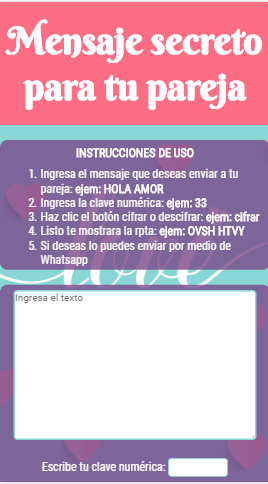 Mensaje secreto
para tu pareja
INSTRUCCIONES DE USO
1. Ingresa el mensaje que deseas enviar a tu
pareja: ejem: HOLA AMOR
2. Ingresa la clave numérica: ejem: 33
3. Haz clic el botón cifrar o descifrar: ejem: cifrar
4. Listo te mostrara la rpta: ejem: OVSH HTVY
5. Si deseas lo puedes enviar por medio de
Whatsapp
love
Ingresa el texto
Escribe tu clave numérica: